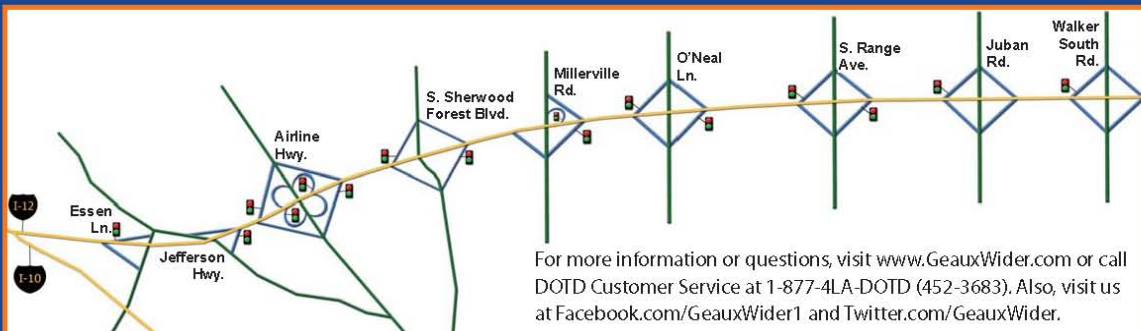 Walker
South
Rd.
Juban
Rd.
S. Range
Ave.
O'Neal
Ln.
Millerville
Rd.
S. Sherwood
Forest Blvd.
Airline
Hwy.
I-12
Essen
Ln.
Jefferson
Hwy.
I-10
For more information or questions, visit www.GeauxWider.com or call
DOTD Customer Service at 1-877-4LA-DOTD (452-3683). Also, visit us
at Facebook.com/GeauxWider1 and Twitter.com/GeauxWider.